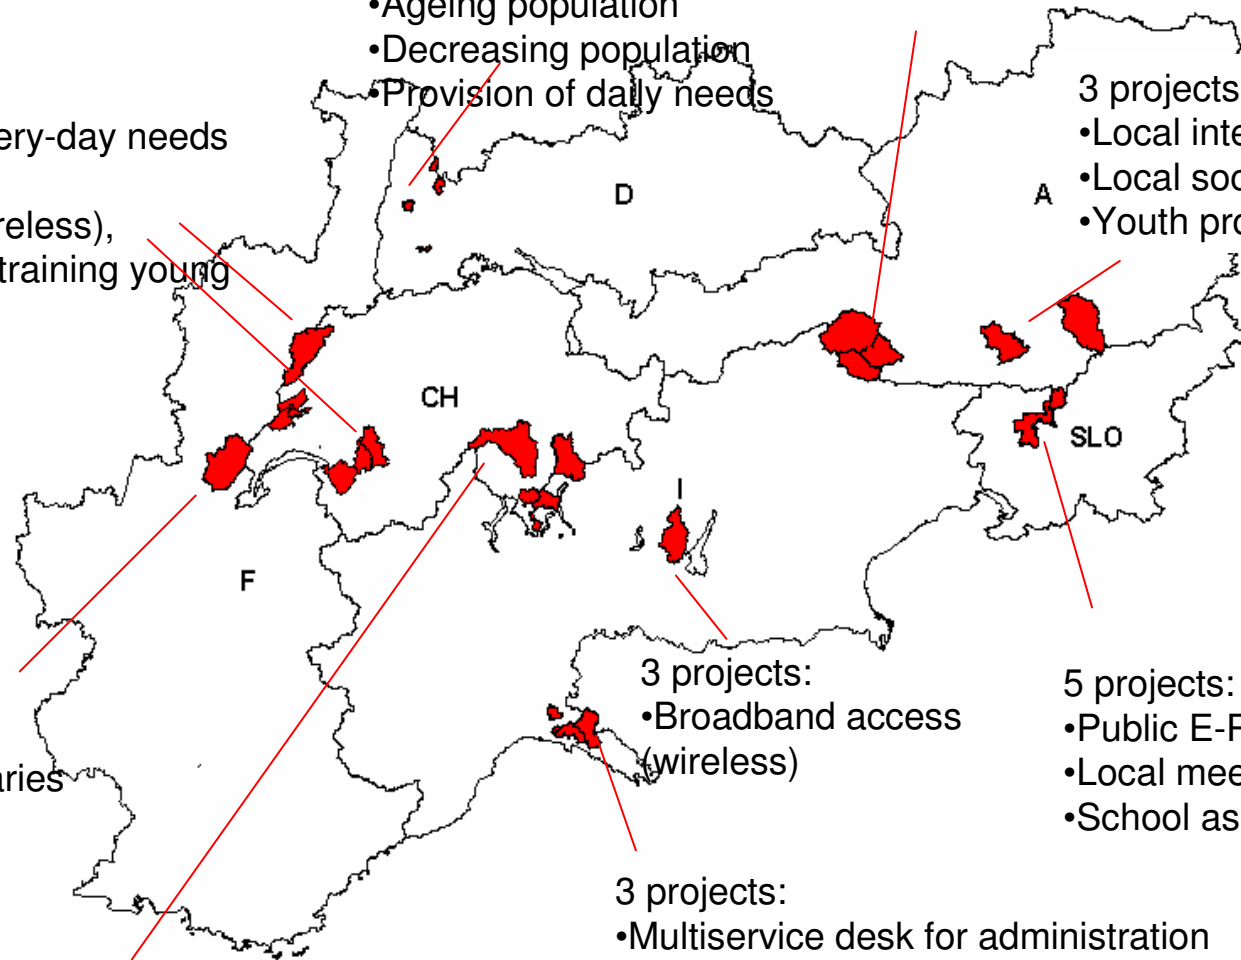 •Ageing population
•Decreasing population
•Provision of daily needs
ery-day needs
reless),
training young
3 projects
•Local inte
•Local soc
•Youth pro
D
A
CH
SLO
I
F
3 projects:
•Broadband access
(wireless)
5 projects:
•Public E-P
•Local mee
•School as
aries
3 projects:
•Multiservice desk for administration